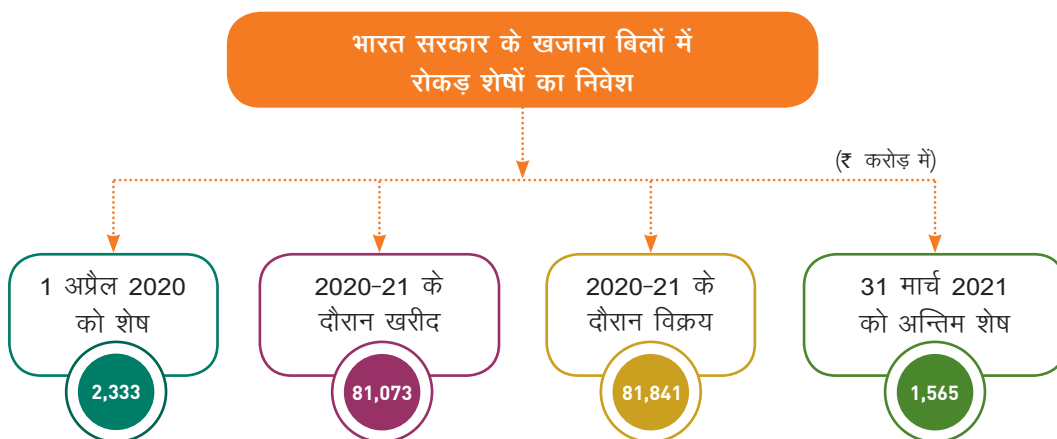 भारत सरकार के खजाना बिलों में
रोकड़ शेषों का निवेश
(₹ करोड़ में)
1 अप्रैल 2020
को शेष
2,333
2020-21 के
दौरान खरीद
81,073
2020-21 के
दौरान विक्रय
81,841
31 मार्च 2021
को अन्तिम शेष
1,565